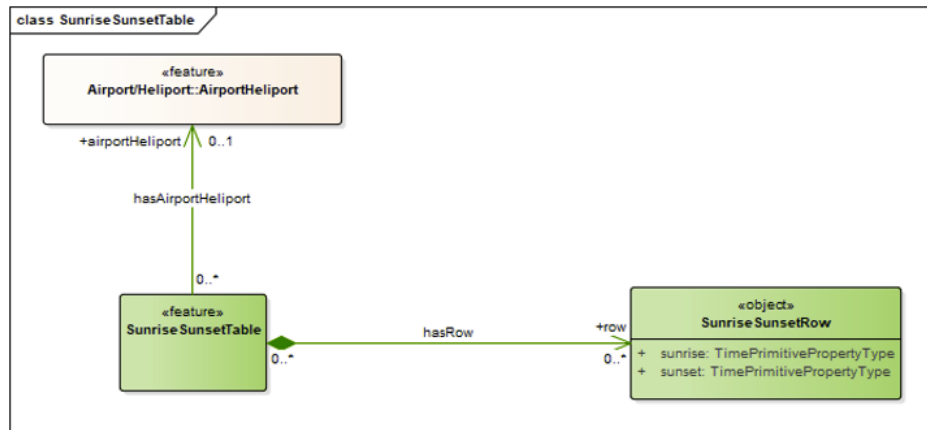 class SunriseSunsetTable
«feature»
Airport/Heliport::AirportHeliport
+airportHeliport
0..1
hasAirportHeliport
0..*
«feature»
SunriseSunsetTable
0..*
hasRow
+row
0..*
«object»
SunriseSunsetRow
+ sunrise: TimePrimitivePropertyType
+ sunset: TimePrimitivePropertyType